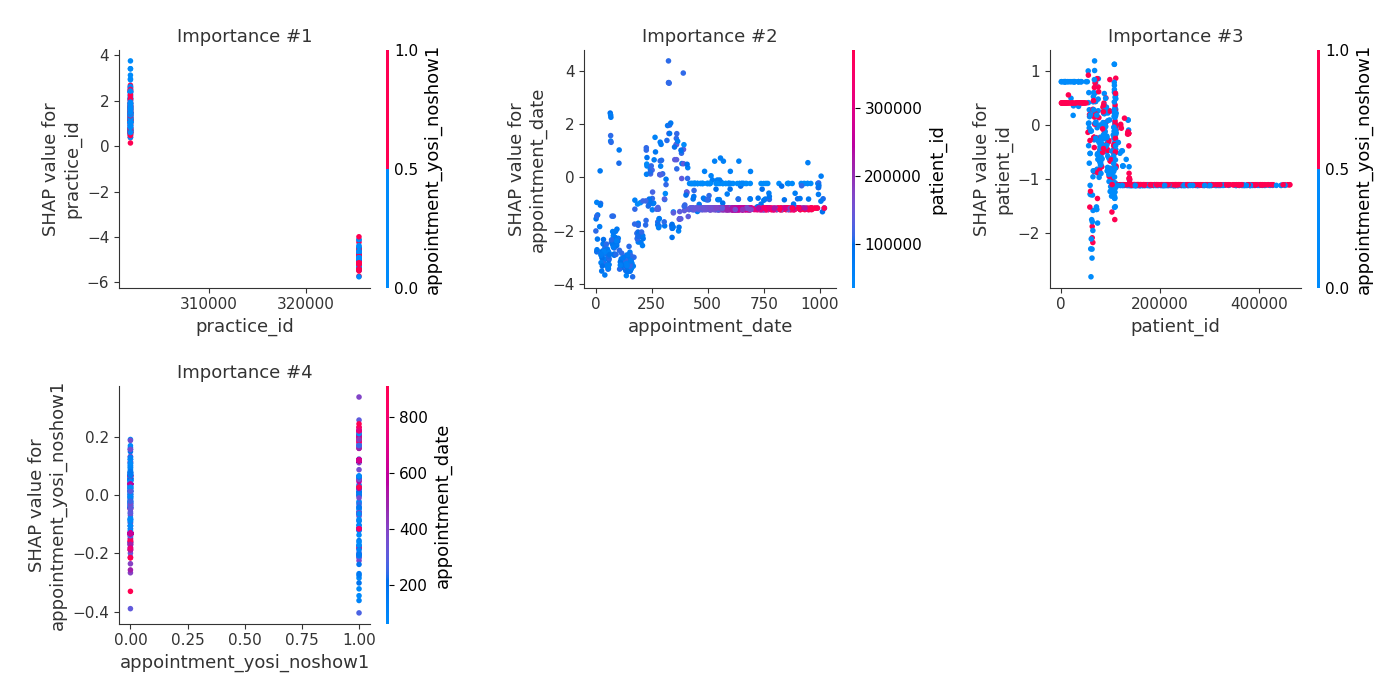 Importance #1
SHAP value for
practice_id
4
2
0
−2
−4
−6
310000
320000
practice_id
1.0
0.5
0.0
appointment_yosi_noshow1
Importance #2
SHAP value for
appointment_date
4
2
0
−2
−4
0
250
500
750
1000
appointment_date
300000
200000
100000
patient_id
Importance #3
SHAP value for
patient_id
1
0
−1
−2
0
200000
400000
patient_id
1.0
0.5
0.0
appointment_yosi_noshow1
Importance #4
SHAP value for
appointment_yosi_noshow1
0.2
0.0
−0.2
−0.4
0.00
0.25
0.50
0.75
1.00
appointment_yosi_noshow1
800
600
400
200
appointment_date